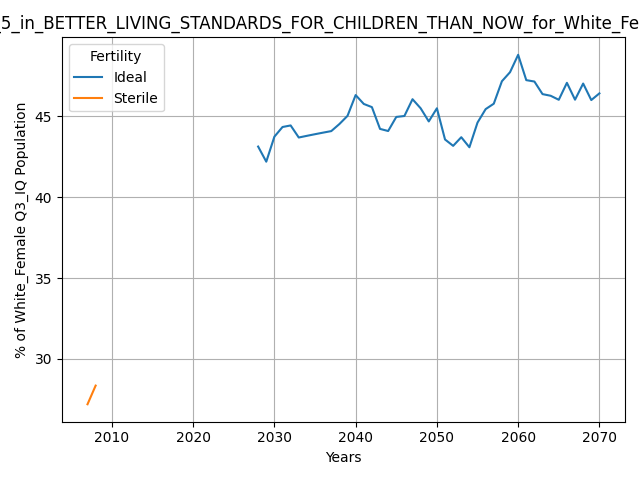 _5_in_BETTER_LIVING_STANDARDS_FOR_CHILDREN_THAN_NOW_for_White_Fe
Fertility
Ideal
Sterile
% of White_Female Q3_IQ Population
45
40
35
30
2010 2020 2030 2040 2050 2060 2070
Years